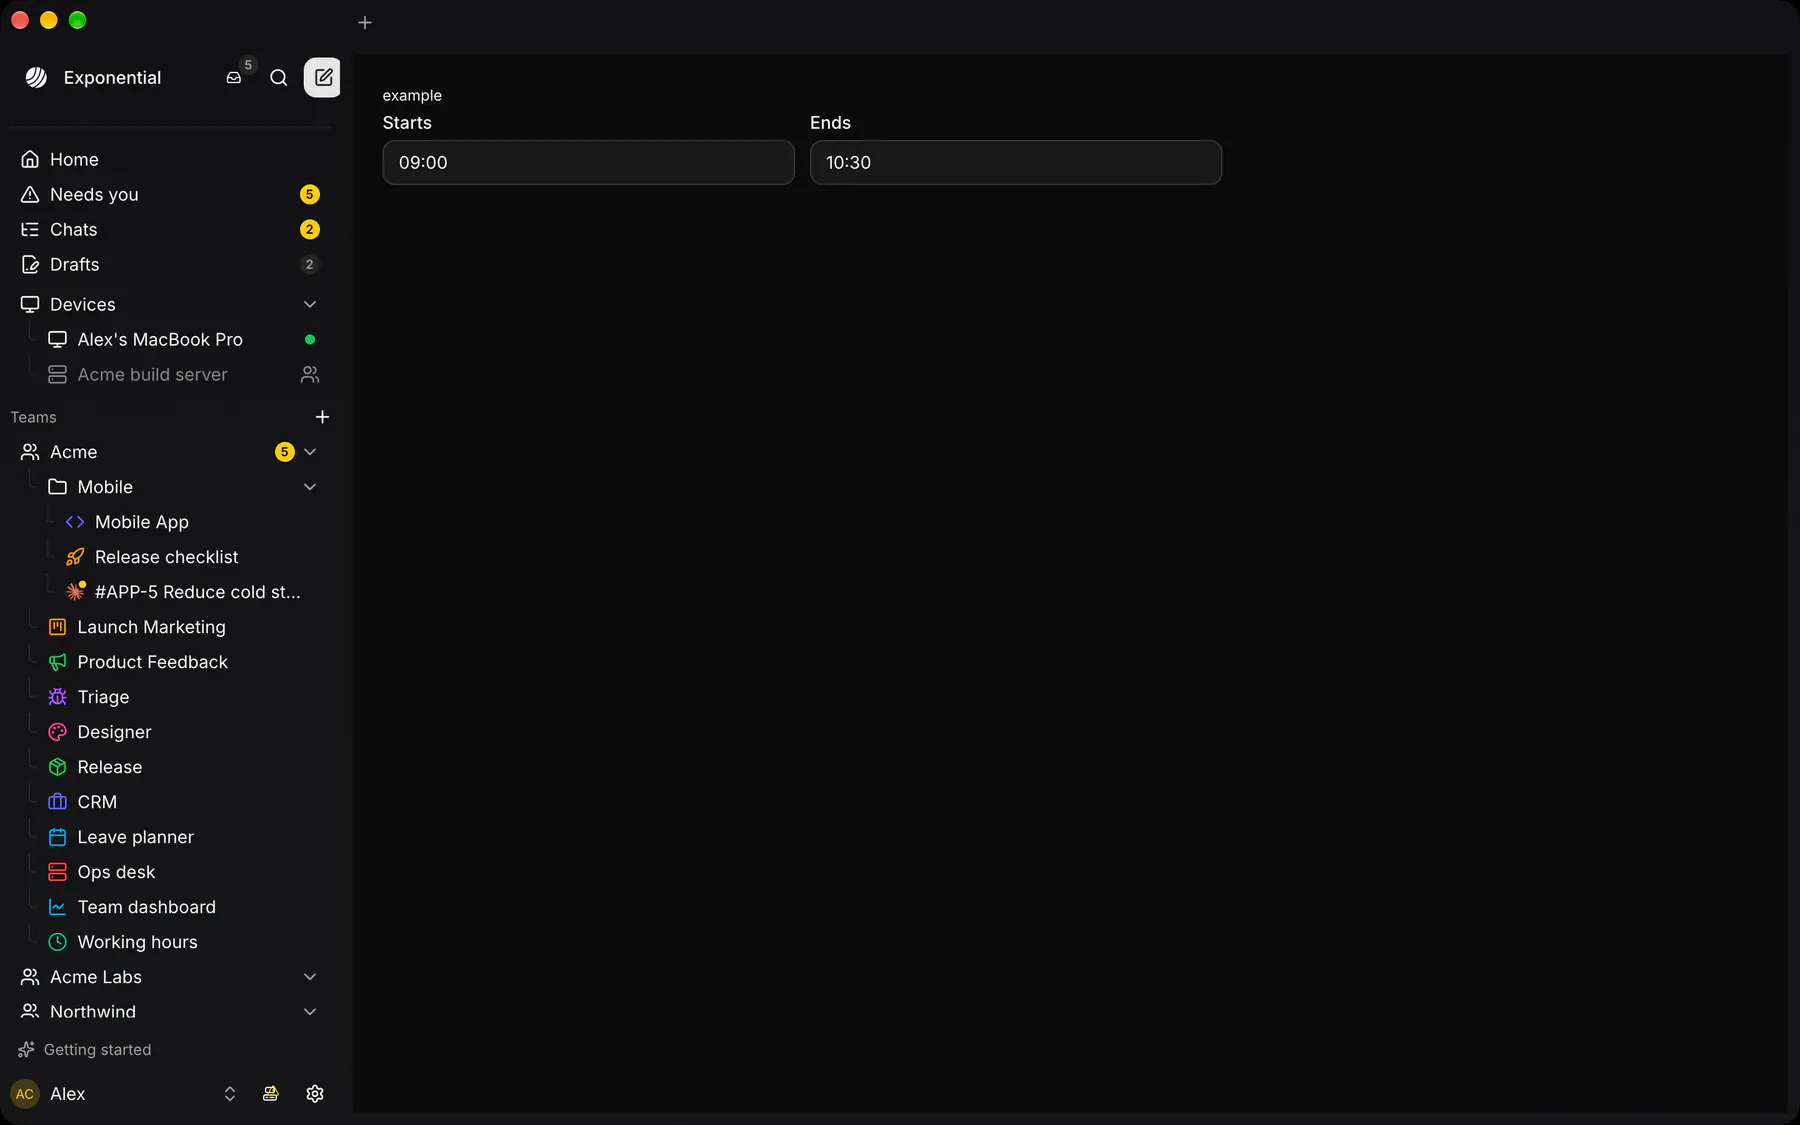 Exponential
5
Home
Needs you
5
Chats
2
Drafts
2
Devices
Alex's MacBook Pro
Acme build server
Teams
Acme
5
Mobile
Mobile App
Release checklist
#APP-5 Reduce cold st...
Launch Marketing
Product Feedback
Triage
Designer
Release
CRM
Leave planner
Ops desk
Team dashboard
Working hours
Acme Labs
Northwind
Getting started
AC
Alex
example
Starts
Ends
09:00
10:30